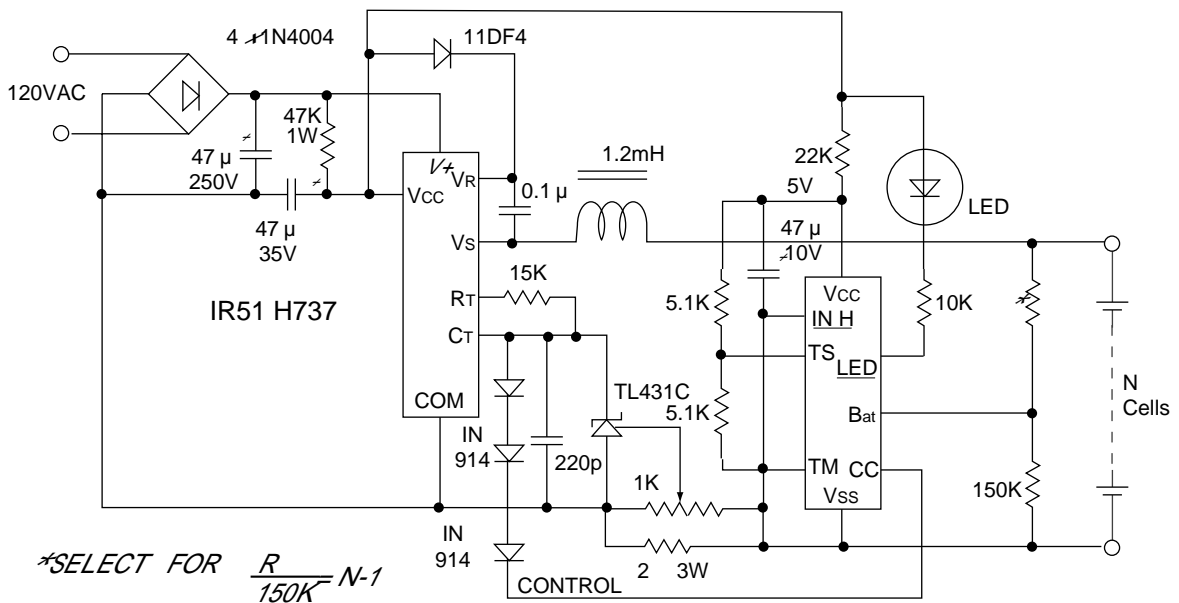 4 x 1N4004
11DF4
120VAC
47K
1W
47 µ
250V
47 µ
35V
V+
VCC
VR
VS
RT
CT
COM
0.1 µ
15K
1.2mH
IR51 H737
22K
5V
47 µ
10V
LED
5.1K
5.1K
VCC
IN H
TS
LED
Bat
TM
CC
VSS
10K
N
Cells
150K
TL431C
IN
914
220p
1K
IN
914
2
3W
CONTROL
*SELECT FOR R/150K = N-1